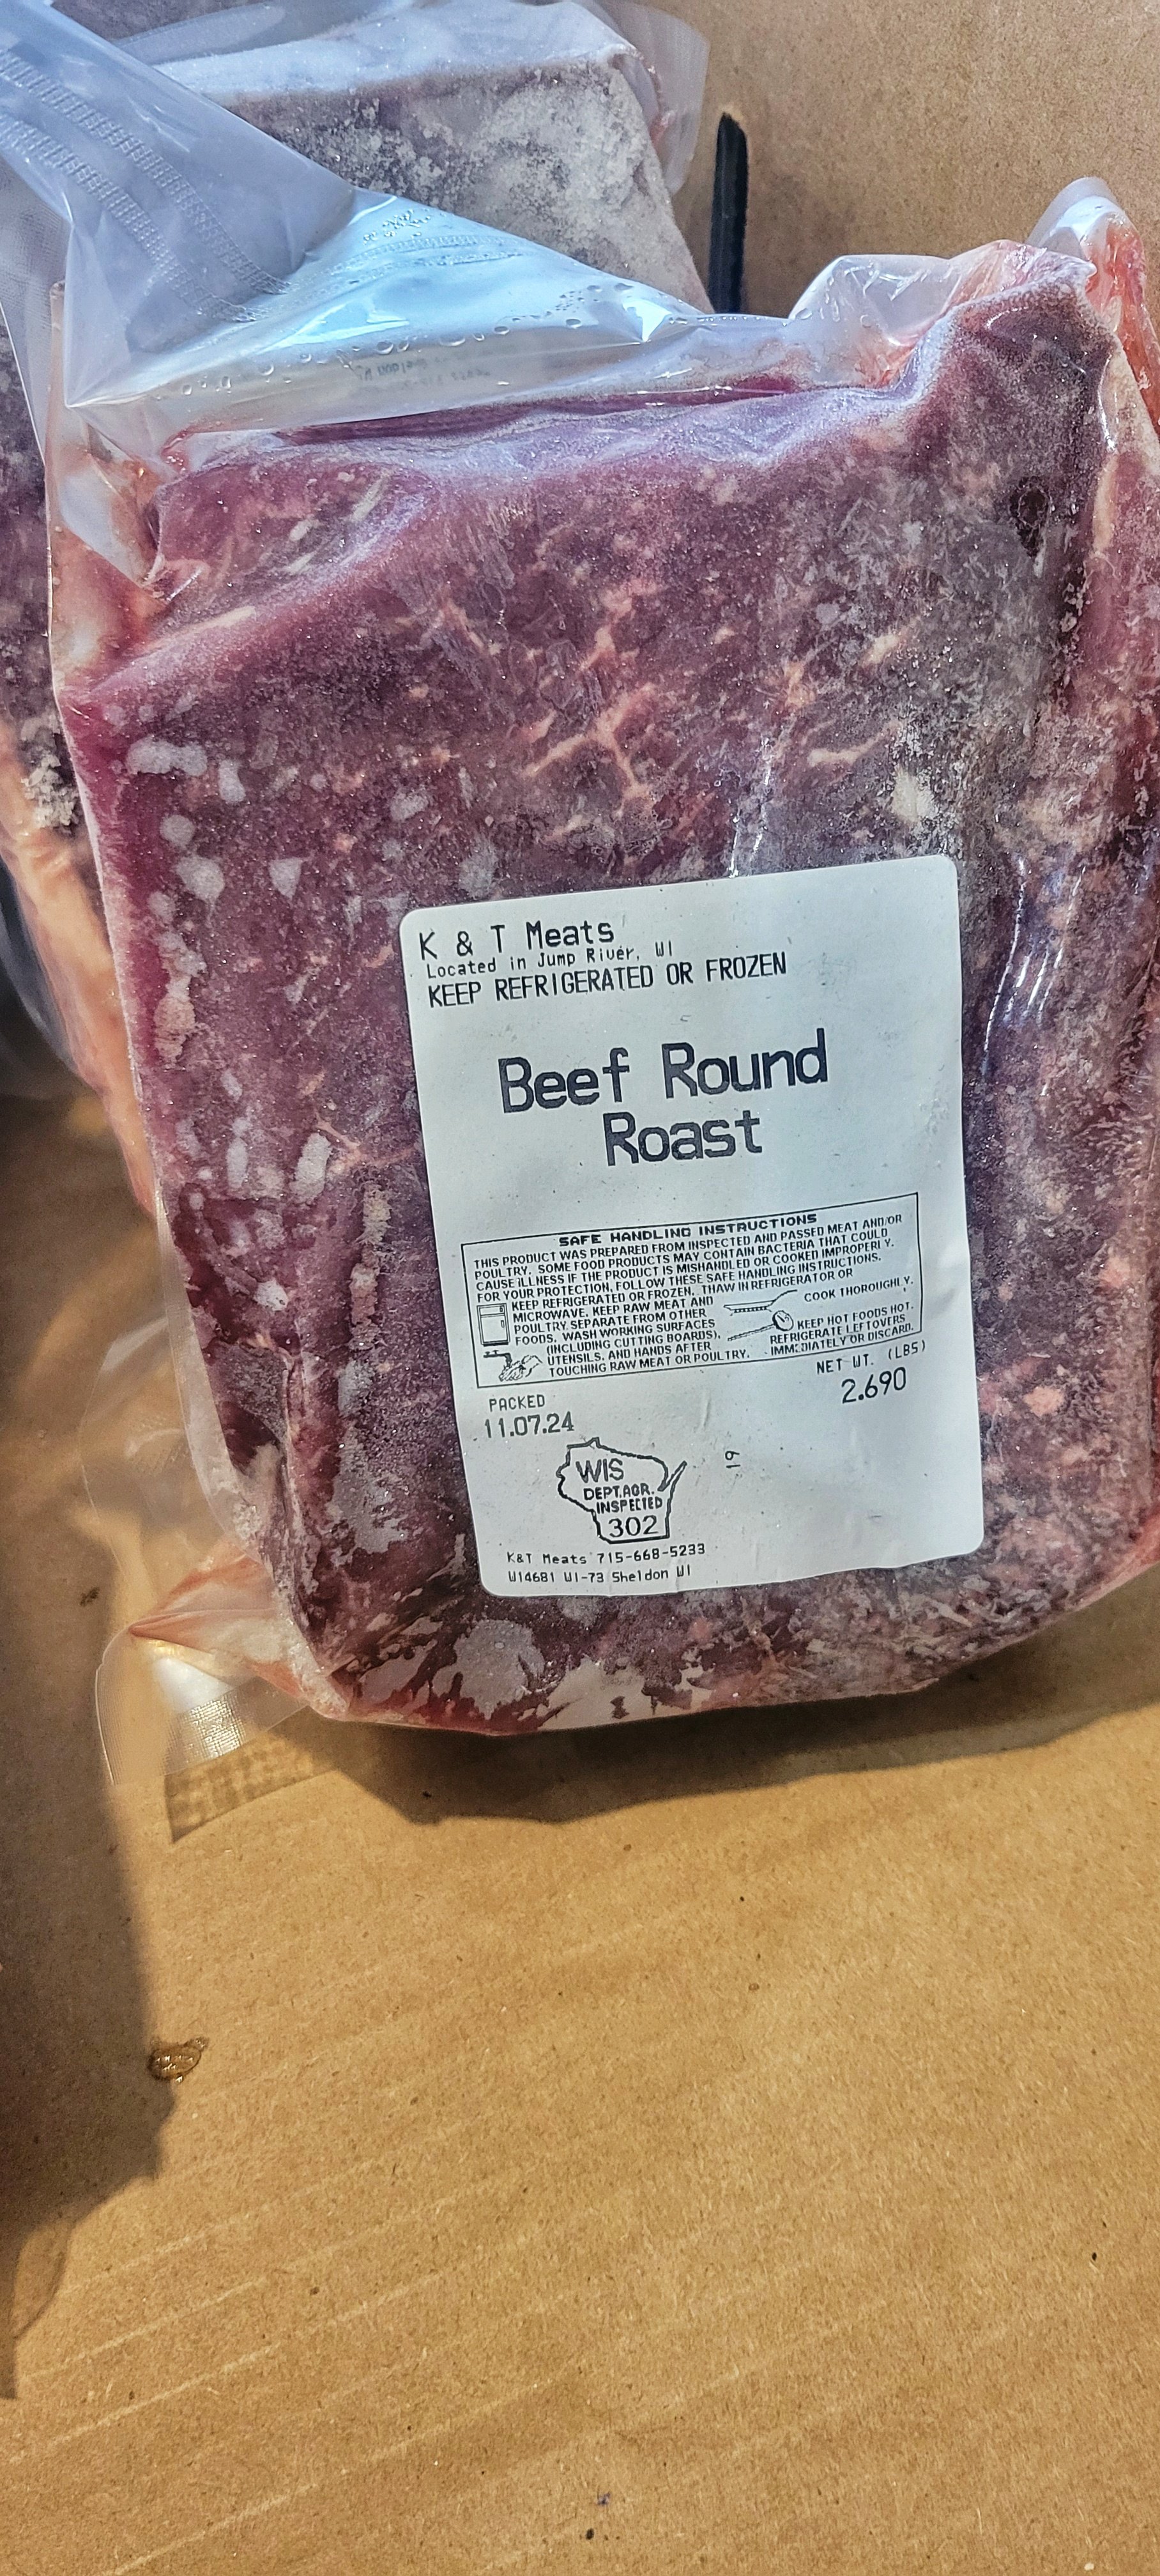 K & T Meats
Located in Jump River, WI
KEEP REFRIGERATED OR FROZEN
Beef Round
Roast
SAFE HANDLING INSTRUCTIONS
THIS PRODUCT WAS PREPARED FROM INSPECTED AND PASSED MEAT AND/OR
POULTRY. SOME FOOD PRODUCTS MAY CONTAIN BACTERIA THAT COULD
CAUSE ILLNESS IF THE PRODUCT IS MISHANDLED OR COOKED IMPROPERLY.
FOR YOUR PROTECTION, FOLLOW THESE SAFE HANDLING INSTRUCTIONS.
KEEP REFRIGERATED OR FROZEN. THAW IN REFRIGERATOR OR
MICROWAVE. KEEP RAW MEAT AND
POULTRY SEPARATE FROM OTHER
FOODS. WASH WORKING SURFACES
(INCLUDING CUTTING BOARDS),
UTENSILS, AND HANDS AFTER
TOUCHING RAW MEAT OR POULTRY.
COOK THOROUGHLY.
KEEP HOT FOODS HOT.
REFRIGERATE LEFTOVERS
IMMEDIATELY OR DISCARD.
NET WT. (LBS)
2.690
PACKED
11.07.24
19
WIS
DEPT.AGR.
INSPECTED
302
K&T Meats 715-668-5233
W14681 WI-73 Sheldon WI